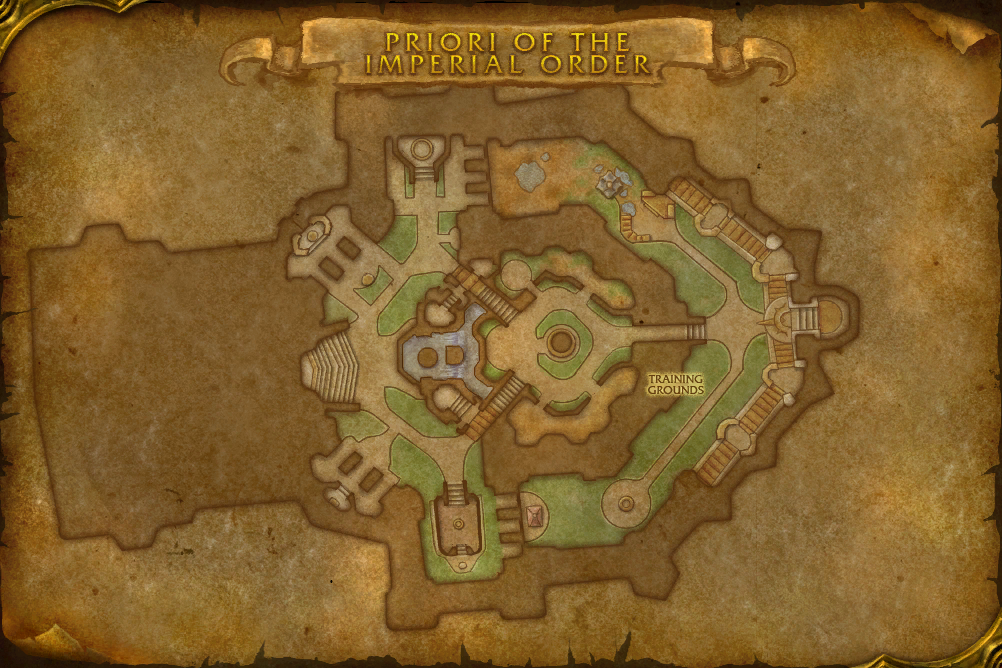 PRIORI OF THE
IMPERIAL ORDER
TRAINING
GROUNDS